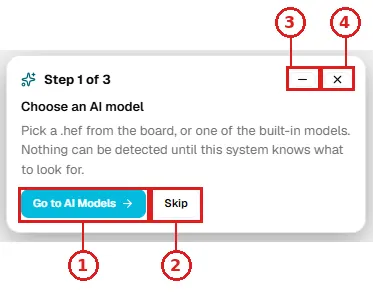 3 4
Step 1 of 3
Choose an AI model
Pick a .hef from the board, or one of the built-in models.
Nothing can be detected until this system knows what
to look for.
Go to AI Models → Skip
1 2